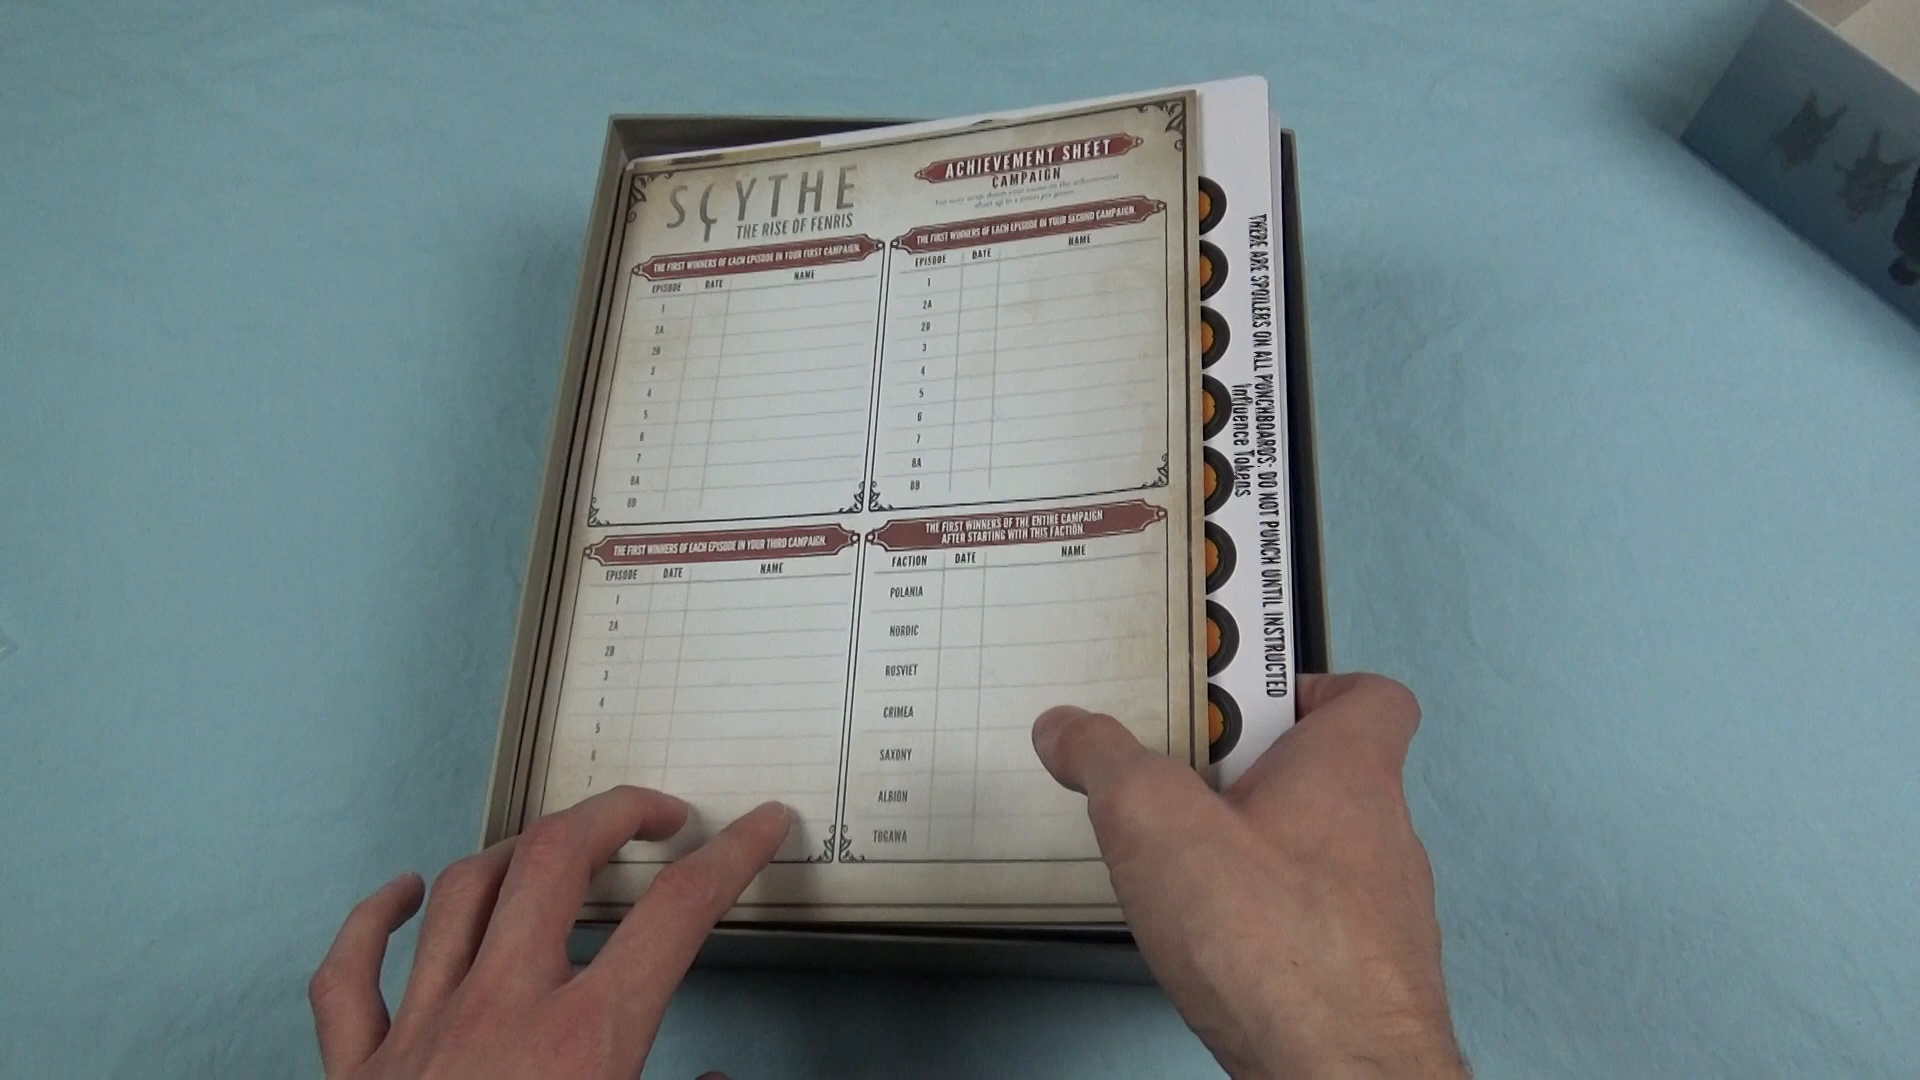 SCYTHE
THE RISE OF FENRIS
ACHIEVEMENT SHEET
CAMPAIGN
THE FIRST WINNERS OF EACH EPISODE IN YOUR FIRST CAMPAIGN.
EPISODE DATE NAME
1
2A
2B
3
4
5
6
7
8A
8B
THE FIRST WINNERS OF EACH EPISODE IN YOUR SECOND CAMPAIGN.
EPISODE DATE NAME
1
2A
2B
3
4
5
6
7
8A
8B
THE FIRST WINNERS OF EACH EPISODE IN YOUR THIRD CAMPAIGN.
EPISODE DATE NAME
1
2A
2B
3
4
5
6
7
THE FIRST WINNERS OF THE ENTIRE CAMPAIGN
AFTER STARTING WITH THIS FACTION.
FACTION DATE NAME
POLANIA
NORDIC
RUSVIET
CRIMEA
SAXONY
ALBION
TOGAWA
THERE ARE SPOILERS ON ALL PUNCHBOARDS: DO NOT PUNCH UNTIL INSTRUCTED
Influence Tokens